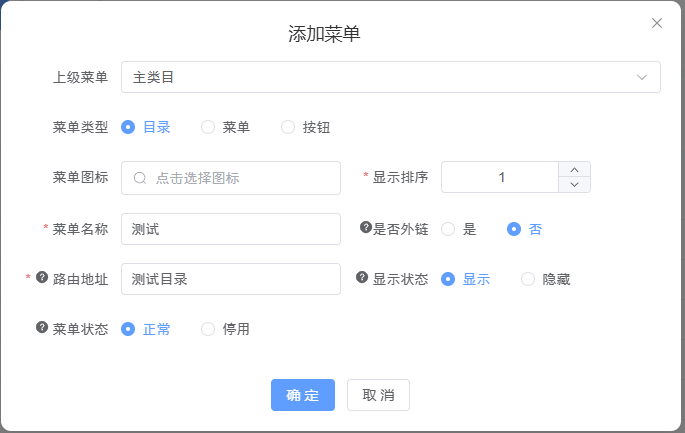 添加菜单
上级菜单 主类目
菜单类型 目录 菜单 按钮
菜单图标 点击选择图标 * 显示排序 1
* 菜单名称 测试 ?是否外链 是 否
* ? 路由地址 测试目录 ? 显示状态 显示 隐藏
? 菜单状态 正常 停用
确定 取消